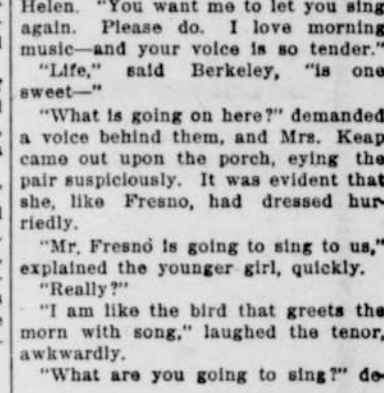 Helen. "You want me to let you sing
again. Please do. I love morning
music—and your voice is so tender."
"Life," said Berkeley, "is one
sweet—"
"What is going on here?" demanded
a voice behind them, and Mrs. Keap
came out upon the porch, eying the
pair suspiciously. It was evident that
she, like Fresno, had dressed hur-
riedly.
"Mr. Fresno is going to sing to us,"
explained the younger girl, quickly.
"Really?"
"I am like the bird that greets the
morn with song," laughed the tenor,
awkwardly.
"What are you going to sing?" de-